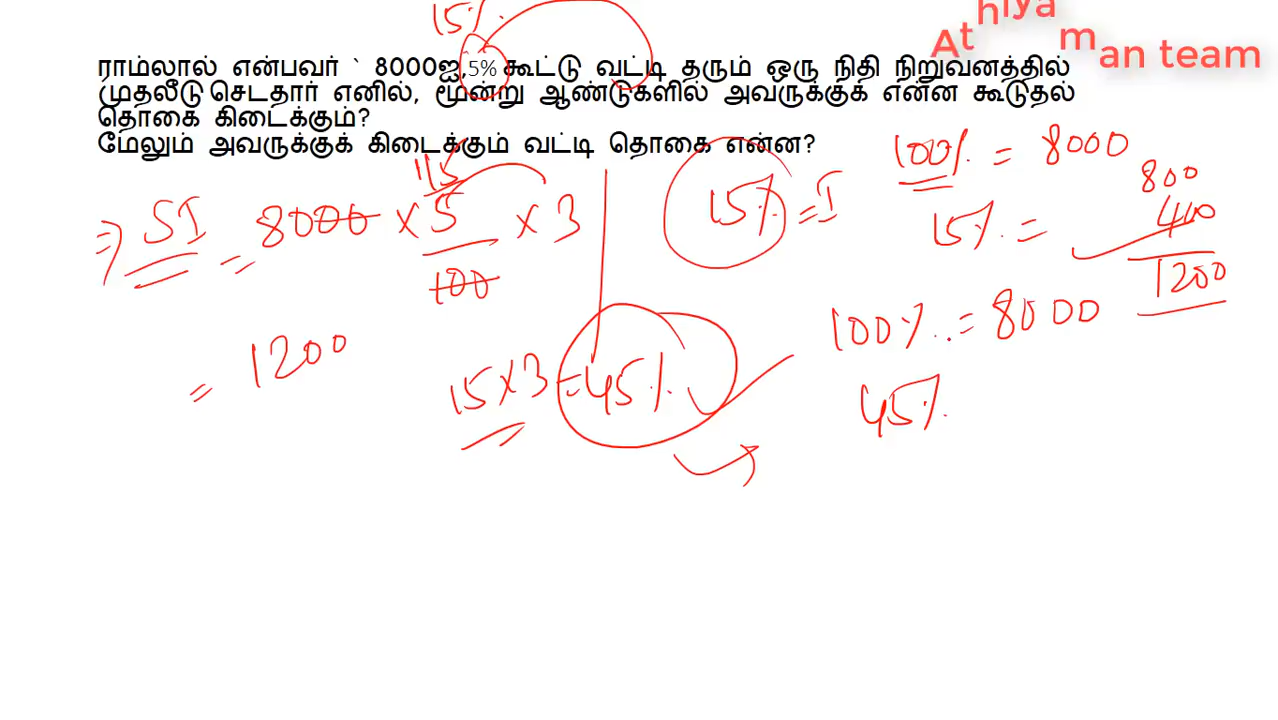 15%
Athiyaman team
ராம்லால் என்பவர் ` 8000ஐ,5% கூட்டு வட்டி தரும் ஒரு நிதி நிறுவனத்தில்
முதலீடு செடதார் எனில், மூன்று ஆண்டுகளில் அவருக்குக் என்ன கூடுதல்
தொகை கிடைக்கும்?
மேலும் அவருக்குக் கிடைக்கும் வட்டி தொகை என்ன?
100% = 8000
15% = I
800
400
15% =
1200
⇒ SI = 8000 × 5 × 3
100
100% = 8000
= 1200
15×3 = 45%
45%